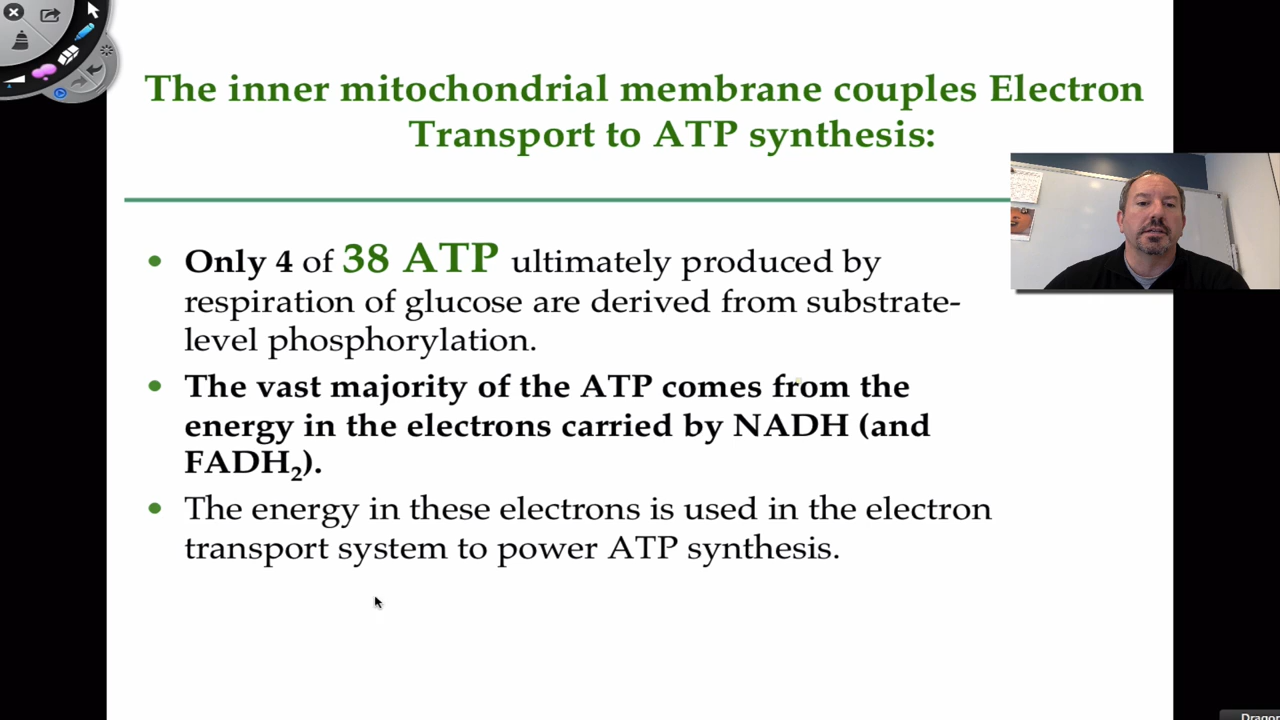 The inner mitochondrial membrane couples Electron
Transport to ATP synthesis:
• Only 4 of 38 ATP ultimately produced by
respiration of glucose are derived from substrate-
level phosphorylation.
• The vast majority of the ATP comes from the
energy in the electrons carried by NADH (and
FADH₂).
• The energy in these electrons is used in the electron
transport system to power ATP synthesis.